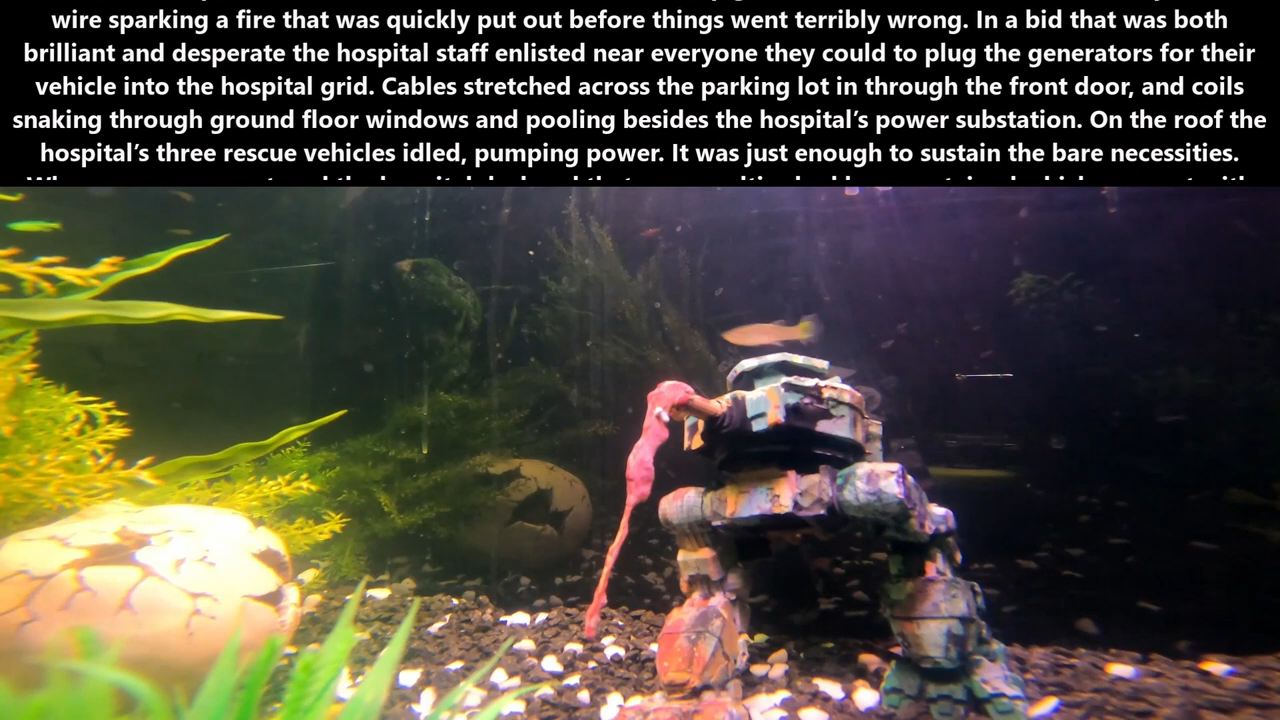 wire sparking a fire that was quickly put out before things went terribly wrong. In a bid that was both
brilliant and desperate the hospital staff enlisted near everyone they could to plug the generators for their
vehicle into the hospital grid. Cables stretched across the parking lot in through the front door, and coils
snaking through ground floor windows and pooling besides the hospital’s power substation. On the roof the
hospital’s three rescue vehicles idled, pumping power. It was just enough to sustain the bare necessities.